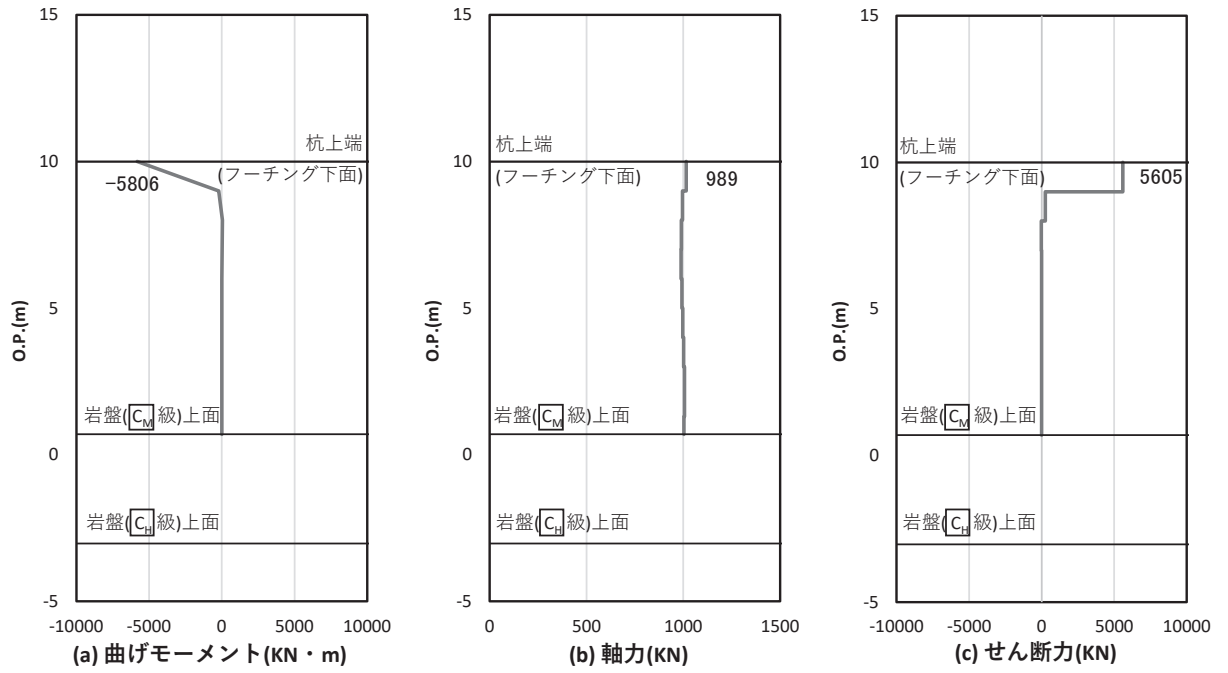 15
10
5
0
-5
O.P.(m)
杭上端
(フーチング下面)
-5806
岩盤(CM級)上面
岩盤(CH級)上面
-10000 -5000 0 5000 10000
(a) 曲げモーメント(KN・m)
15
10
5
0
-5
O.P.(m)
杭上端
(フーチング下面)
989
岩盤(CM級)上面
岩盤(CH級)上面
0 500 1000 1500
(b) 軸力(KN)
15
10
5
0
-5
O.P.(m)
杭上端
(フーチング下面)
5605
岩盤(CM級)上面
岩盤(CH級)上面
-10000 -5000 0 5000 10000
(c) せん断力(KN)